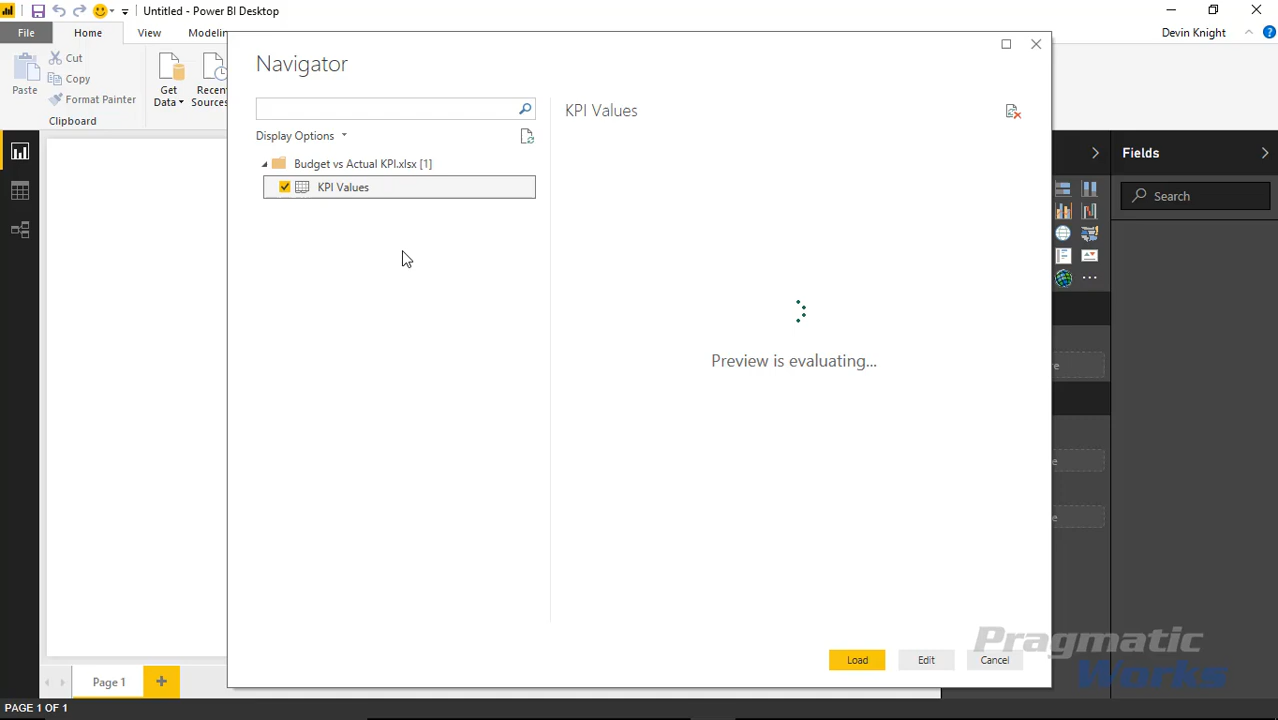 Untitled - Power BI Desktop
File
Home
View
Modelin
Devin Knight
Paste
Cut
Copy
Format Painter
Clipboard
Get
Data
Recen
Sources
Navigator
Display Options
Budget vs Actual KPI.xlsx [1]
KPI Values
KPI Values
Preview is evaluating...
Load
Edit
Cancel
Fields
Search
e
e
e
Page 1
PAGE 1 OF 1
Pragmatic
Works